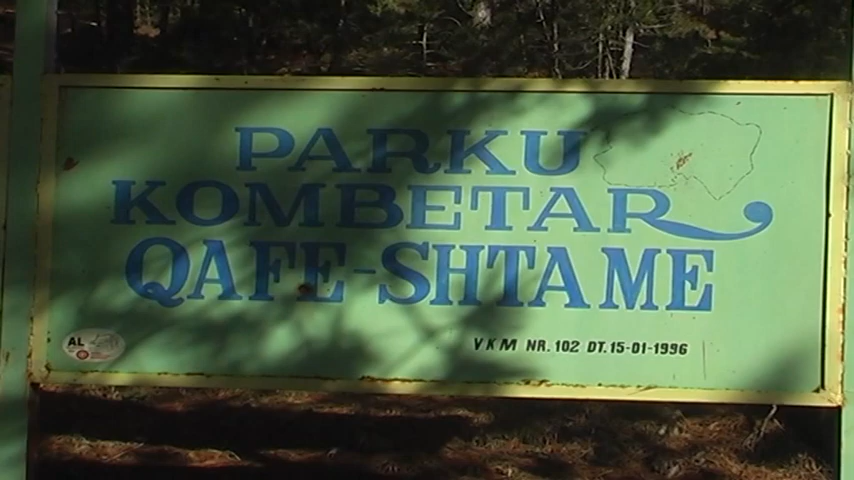 PARKU
KOMBETAR
QAFE-SHTAME
VKM NR. 102 DT. 15-01-1996
AL